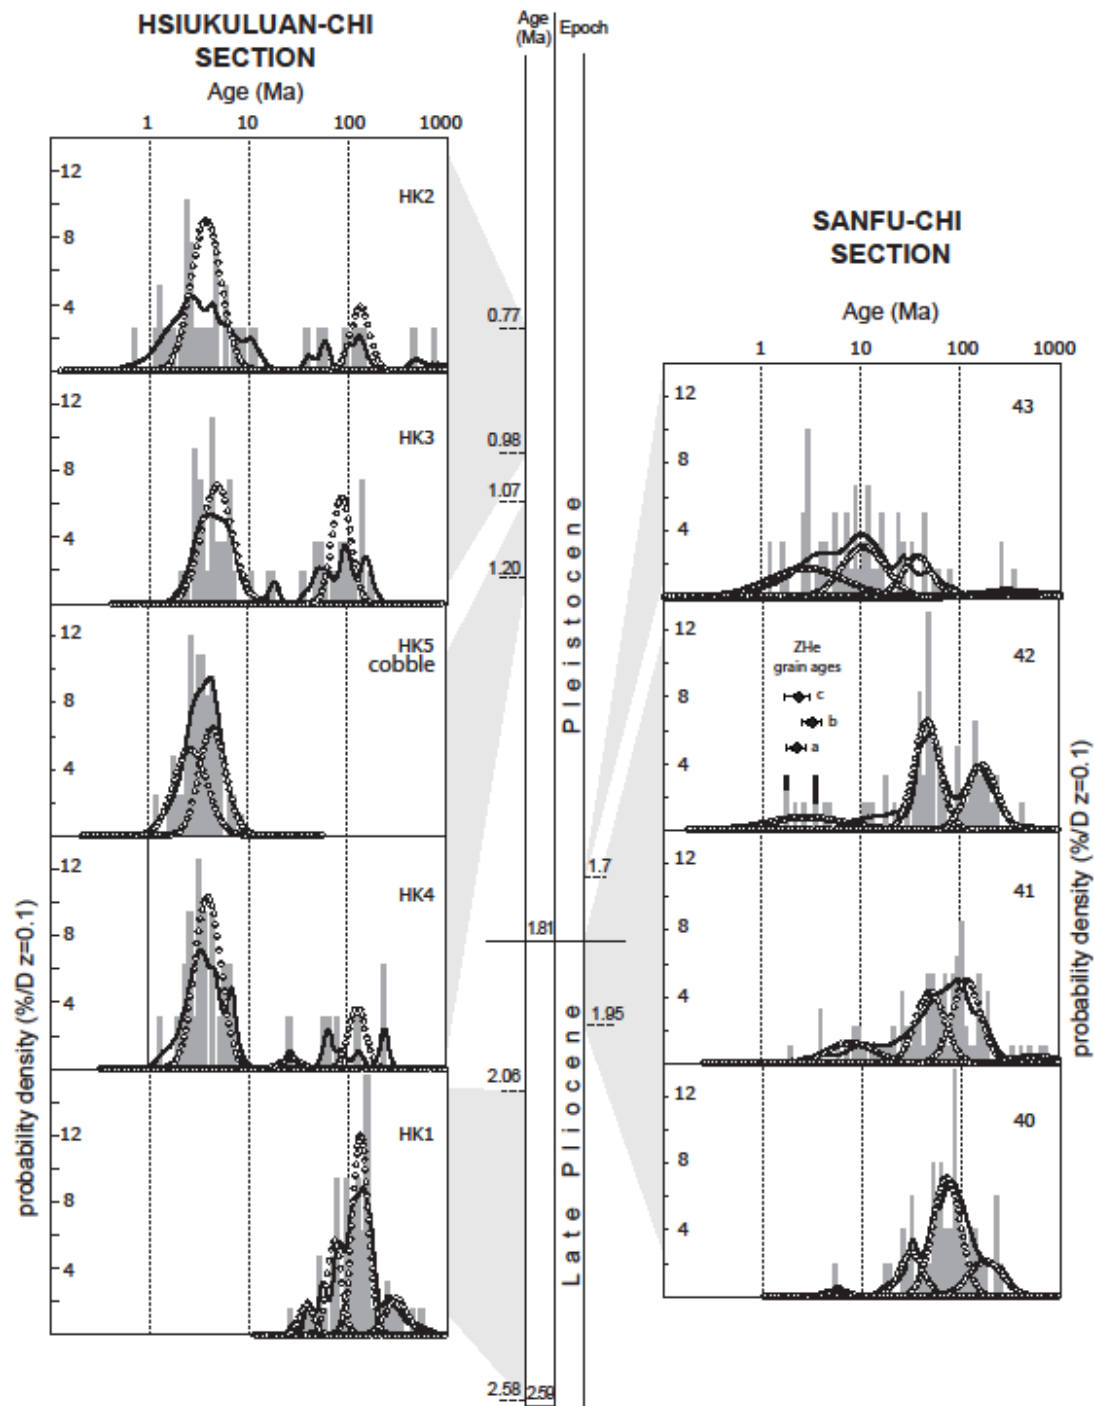 HSIUKULUAN-CHI
SECTION
Age (Ma)
1 10 100 1000
12
8
4
HK2
12
8
4
HK3
12
8
4
HK5
cobble
12
8
4
HK4
12
8
4
HK1
probability density (%/D z=0.1)
Age
(Ma)
Epoch
0.77
0.98
1.07
1.20
1.7
1.81
1.95
2.06
2.58
2.59
Pleistocene
Late Pliocene
SANFU-CHI
SECTION
Age (Ma)
1 10 100 1000
12
8
4
43
12
8
4
42
ZHe
grain ages
c
b
a
12
8
4
41
12
8
4
40
probability density (%/D z=0.1)